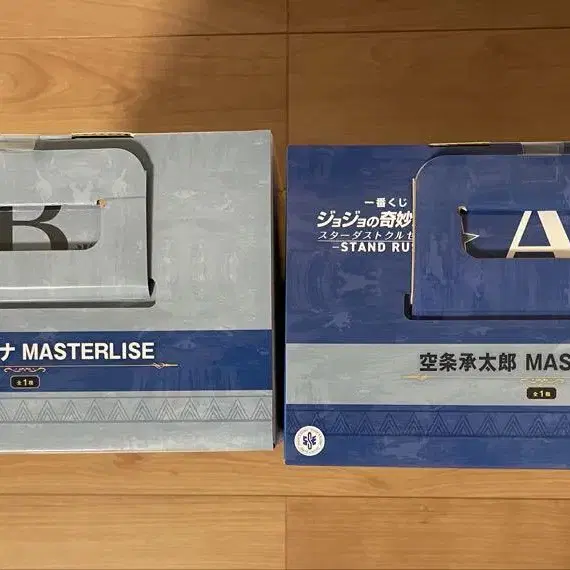 B
ナ MASTERLISE
全1種
一番くじ
ジョジョの奇妙
スターダストクルセ
-STAND RU
A
空条承太郎 MAS
全1種